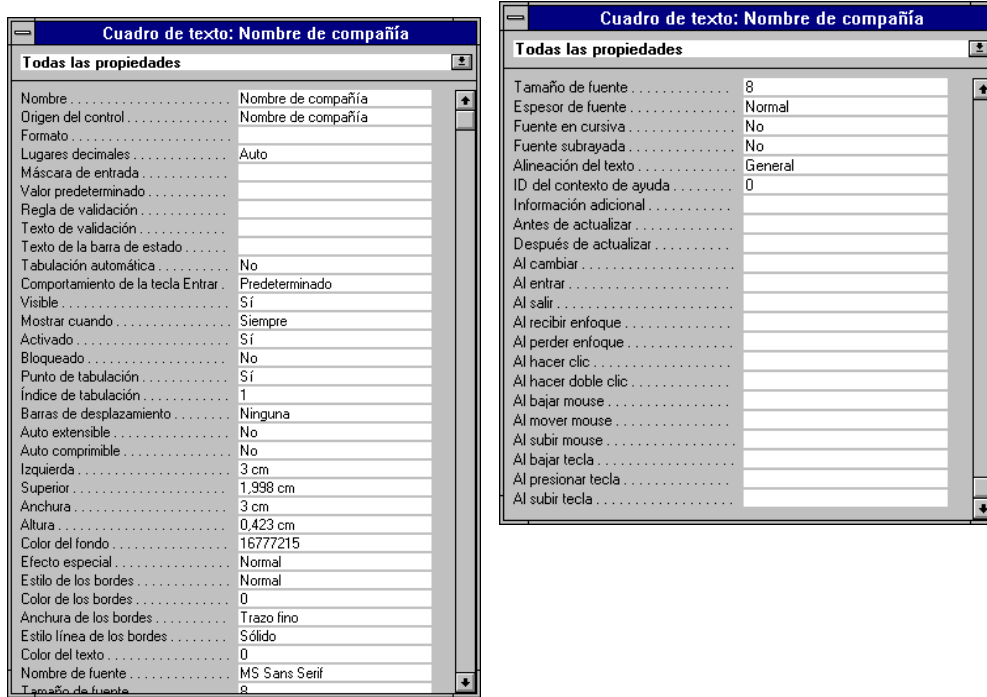 Cuadro de texto: Nombre de compañía
Todas las propiedades
Nombre . . . . . . . . . . . . . . . . . . . . . . Nombre de compañía
Origen del control . . . . . . . . . . . . . . Nombre de compañía
Formato . . . . . . . . . . . . . . . . . . . . .
Lugares decimales . . . . . . . . . . . . . Auto
Máscara de entrada . . . . . . . . . . . .
Valor predeterminado . . . . . . . . . . .
Regla de validación . . . . . . . . . . . .
Texto de validación . . . . . . . . . . . .
Texto de la barra de estado . . . . . .
Tabulación automática . . . . . . . . . . No
Comportamiento de la tecla Entrar . Predeterminado
Visible . . . . . . . . . . . . . . . . . . . . . . . Sí
Mostrar cuando . . . . . . . . . . . . . . . . Siempre
Activado . . . . . . . . . . . . . . . . . . . . . Sí
Bloqueado . . . . . . . . . . . . . . . . . . . No
Punto de tabulación . . . . . . . . . . . . Sí
Índice de tabulación . . . . . . . . . . . . 1
Barras de desplazamiento . . . . . . . . Ninguna
Auto extensible . . . . . . . . . . . . . . . . No
Auto comprimible . . . . . . . . . . . . . . No
Izquierda . . . . . . . . . . . . . . . . . . . . . 3 cm
Superior . . . . . . . . . . . . . . . . . . . . . . 1,998 cm
Anchura . . . . . . . . . . . . . . . . . . . . . 3 cm
Altura . . . . . . . . . . . . . . . . . . . . . . . 0,423 cm
Color del fondo . . . . . . . . . . . . . . . . 16777215
Efecto especial . . . . . . . . . . . . . . . . Normal
Estilo de los bordes . . . . . . . . . . . . . Normal
Color de los bordes . . . . . . . . . . . . . 0
Anchura de los bordes . . . . . . . . . . Trazo fino
Estilo línea de los bordes . . . . . . . . Sólido
Color del texto . . . . . . . . . . . . . . . . . 0
Nombre de fuente . . . . . . . . . . . . . . MS Sans Serif
Tamaño de fuente 8
Cuadro de texto: Nombre de compañía
Todas las propiedades
Tamaño de fuente . . . . . . . . . . . . . . 8
Espesor de fuente . . . . . . . . . . . . . . Normal
Fuente en cursiva . . . . . . . . . . . . . . No
Fuente subrayada . . . . . . . . . . . . . . No
Alineación del texto . . . . . . . . . . . . . General
ID del contexto de ayuda . . . . . . . . 0
Información adicional . . . . . . . . . . .
Antes de actualizar . . . . . . . . . . . . .
Después de actualizar . . . . . . . . . .
Al cambiar . . . . . . . . . . . . . . . . . . .
Al entrar . . . . . . . . . . . . . . . . . . . . .
Al salir . . . . . . . . . . . . . . . . . . . . . .
Al recibir enfoque . . . . . . . . . . . . . .
Al perder enfoque . . . . . . . . . . . . . .
Al hacer clic . . . . . . . . . . . . . . . . . .
Al hacer doble clic . . . . . . . . . . . . .
Al bajar mouse . . . . . . . . . . . . . . . .
Al mover mouse . . . . . . . . . . . . . . .
Al subir mouse . . . . . . . . . . . . . . . .
Al bajar tecla . . . . . . . . . . . . . . . . .
Al presionar tecla . . . . . . . . . . . . . .
Al subir tecla . . . . . . . . . . . . . . . . .